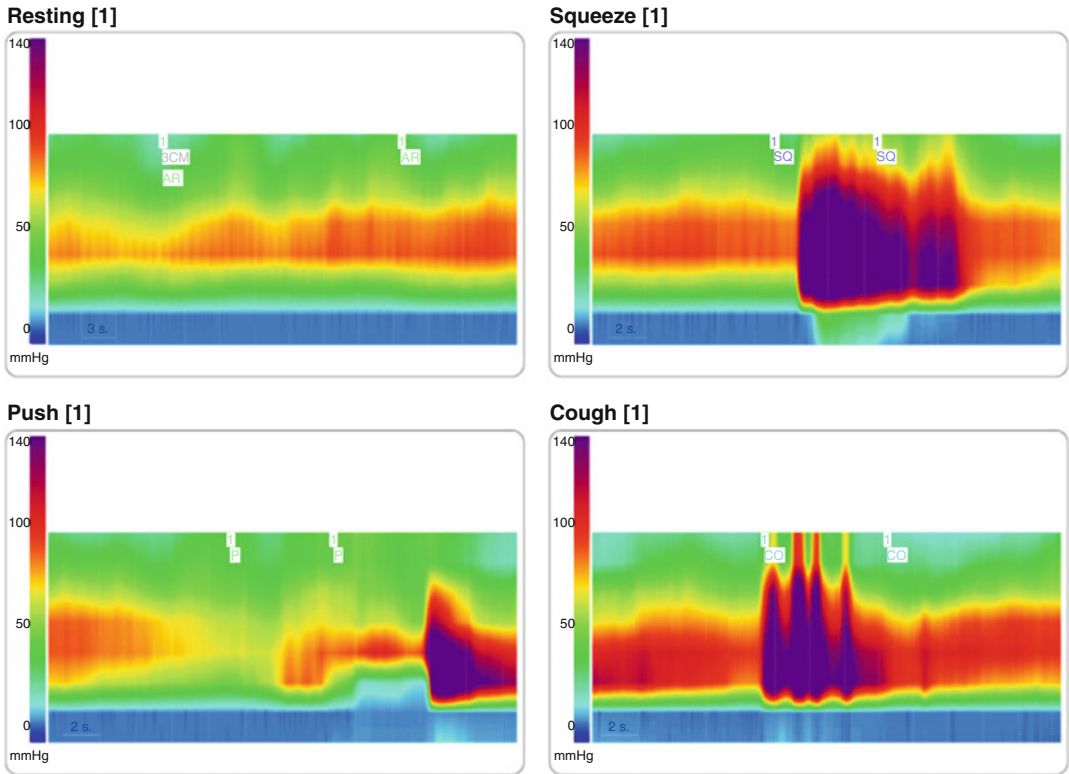 Resting [1]
140
100
50
0
mmHg
1
3CM
AR
1
AR
3 s.
Squeeze [1]
140
100
50
0
mmHg
1
SQ
1
SQ
2 s.
Push [1]
140
100
50
0
mmHg
1
P
1
P
2 s.
Cough [1]
140
100
50
0
mmHg
1
CO
1
CO
2 s.